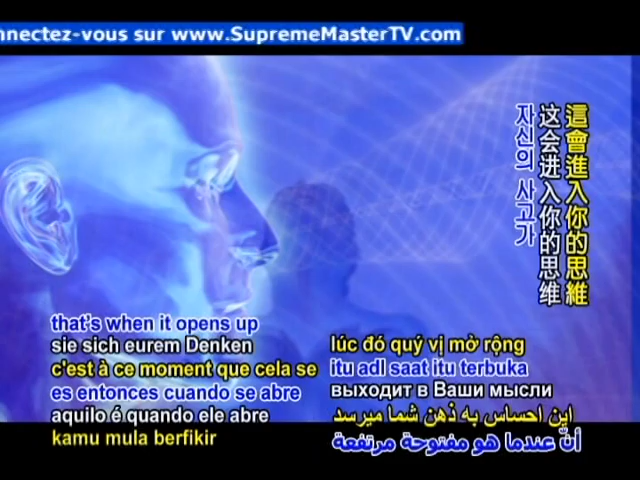 nnectez-vous sur www.SupremeMasterTV.com
這會進入你的思維
这会进入你的思维
자신의 사고가
that's when it opens up
sie sich eurem Denken
c'est à ce moment que cela se
es entonces cuando se abre
aquilo é quando ele abre
kamu mula berfikir
lúc đó quý vị mở rộng
itu adl saat itu terbuka
выходит в Ваши мысли
این احساس به ذهن شما میرسد
أنّ عندما هو مفتوحة مرتفعة